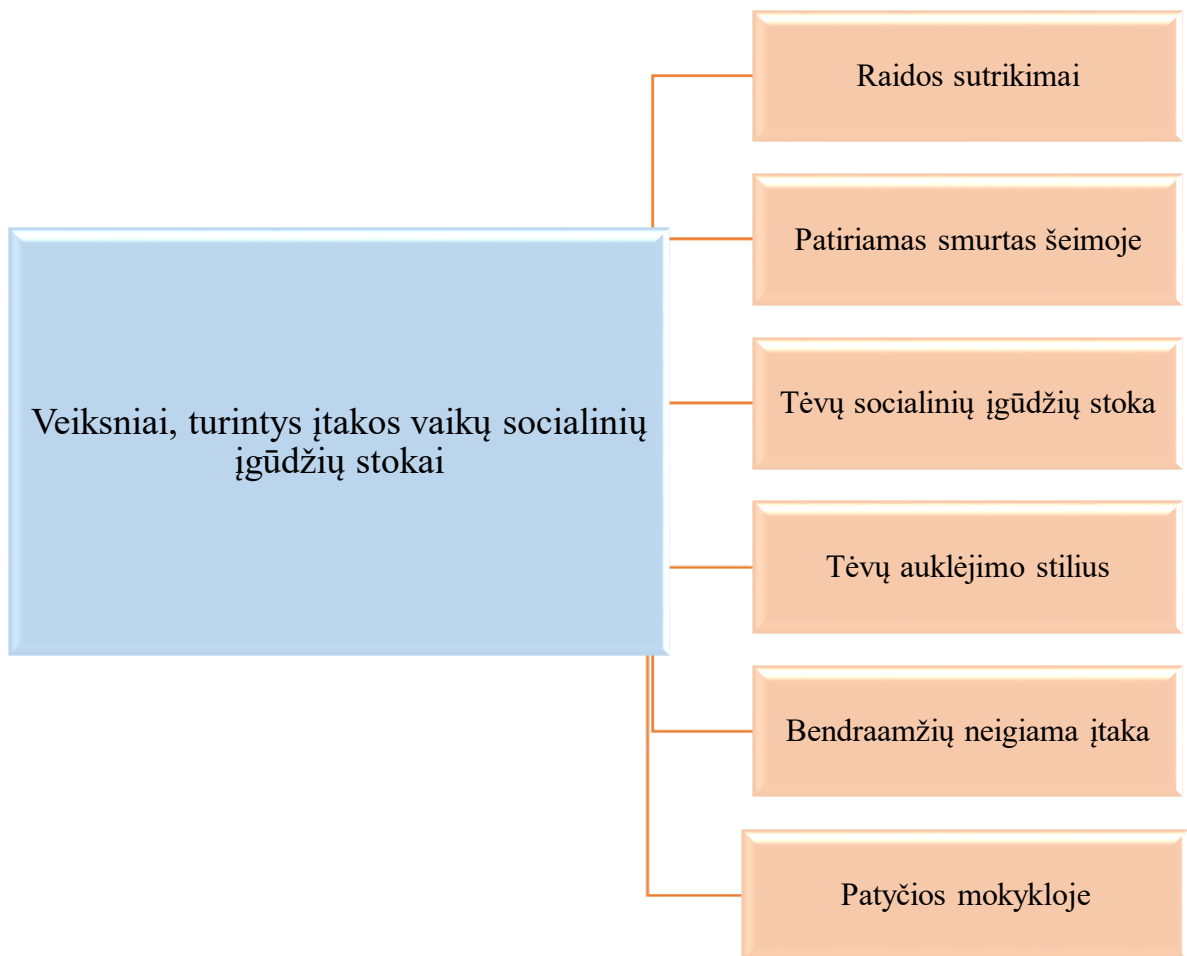 Raidos sutrikimai
Patiriamas smurtas šeimoje
Veiksniai, turintys įtakos vaikų socialinių
įgūdžių stokai
Tėvų socialinių įgūdžių stoka
Tėvų auklėjimo stilius
Bendraamžių neigiama įtaka
Patyčios mokykloje